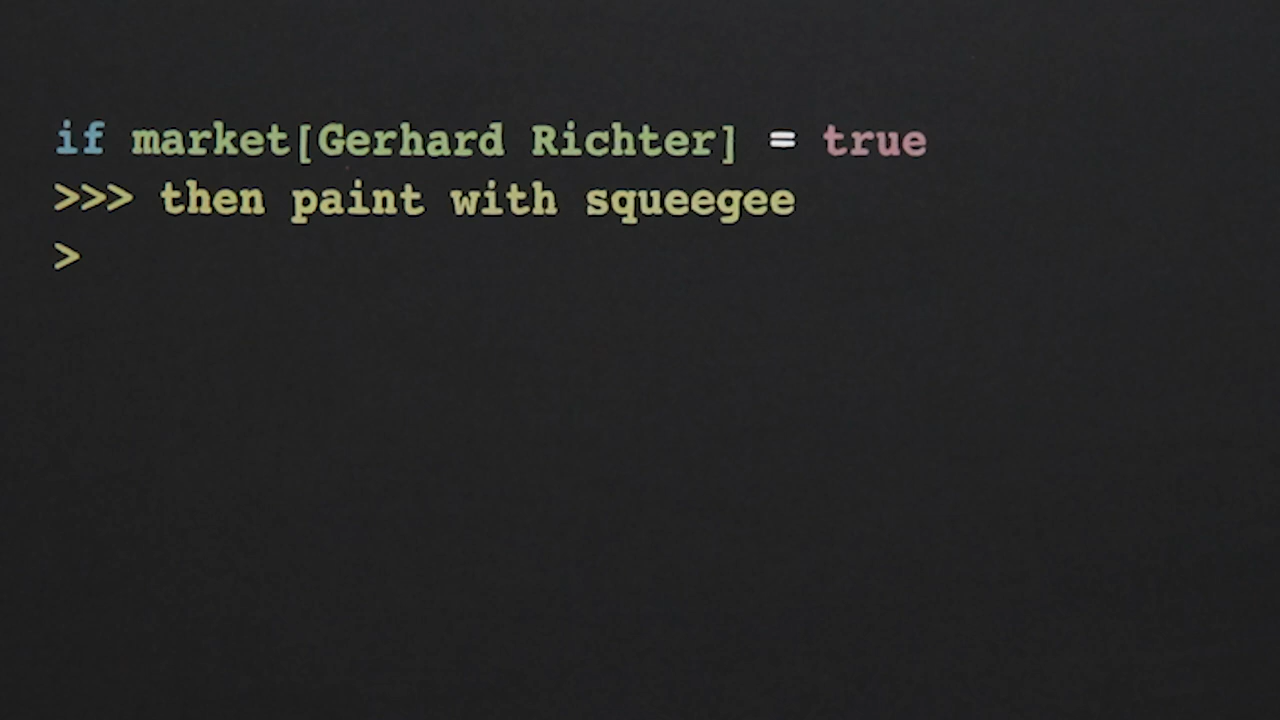 if market[Gerhard Richter] = true
>>> then paint with squeegee
>